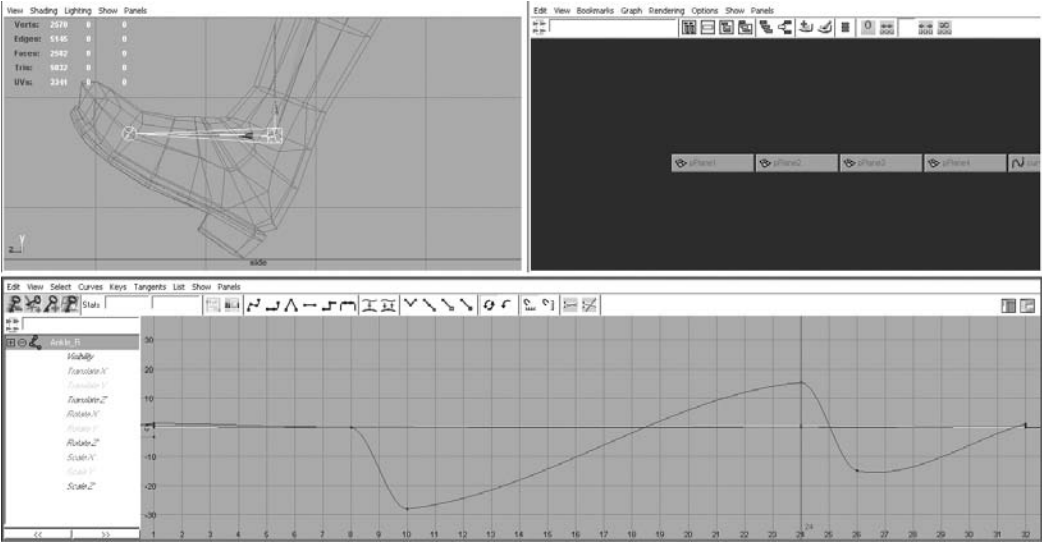 View Shading Lighting Show Panels
Verts: 2570 0 0
Edges: 5145 0 0
Faces: 2582 0 0
Tris: 0 0
UVs: 3341 0 0
side
Edit View Bookmarks Graph Rendering Options Show Panels
pPlane1 pPlane2 pPlane3 pPlane4
Edit View Select Curves Keys Tangents List Show Panels
Stats
Ankle_R
Visibility
Translate X
Translate Y
Translate Z
Rotate X
Rotate Y
Rotate Z
Scale X
Scale Y
Scale Z
30
20
10
0
-10
-20
-30
24
1 2 3 4 5 6 7 8 9 10 11 12 13 14 15 16 17 18 19 20 21 22 23 24 25 26 27 28 29 30 31 32
<< >>